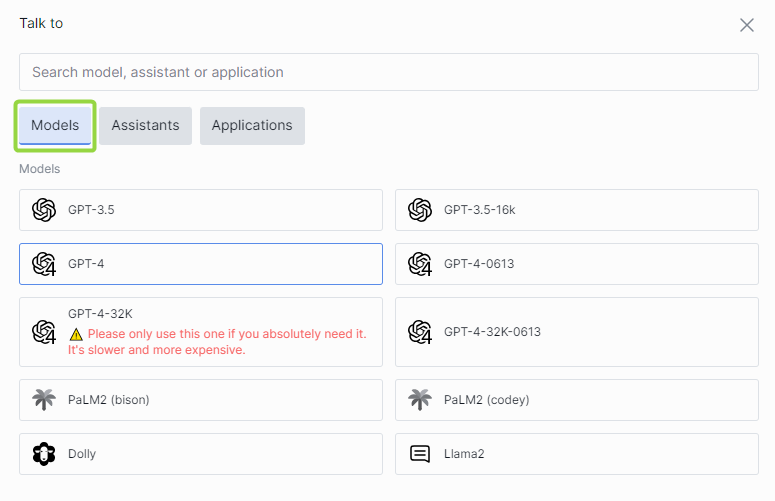 Talk to
Search model, assistant or application
Models
Assistants
Applications
Models
GPT-3.5
GPT-3.5-16k
GPT-4
GPT-4-0613
GPT-4-32K
⚠️ Please only use this one if you absolutely need it.
It's slower and more expensive.
GPT-4-32K-0613
PaLM2 (bison)
PaLM2 (codey)
Dolly
Llama2